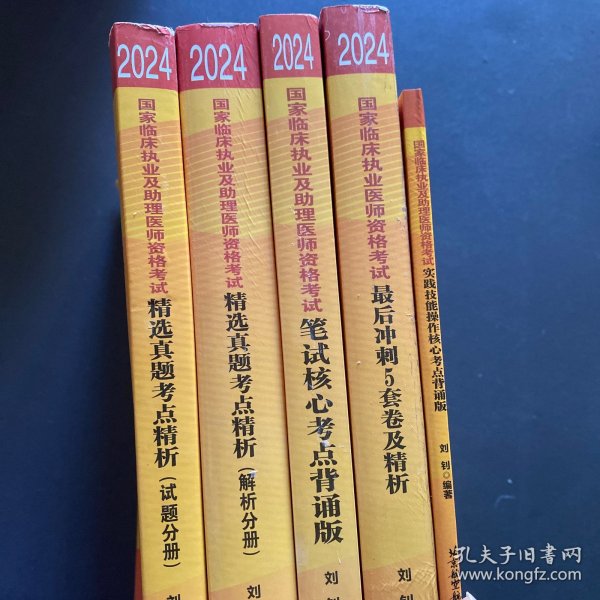 2024
国家临床执业及助理医师资格考试
精选真题考点精析
(试题分册)
刘
2024
国家临床执业及助理医师资格考试
精选真题考点精析
(解析分册)
刘
2024
国家临床执业及助理医师资格考试
笔试核心考点背诵版
刘
2024
国家临床执业医师资格考试
最后冲刺5套卷及精析
刘钊
国家临床执业及助理医师资格考试
实践技能操作核心考点背诵版
刘钊◎编著
孔夫子旧书网
www.kongfz.com